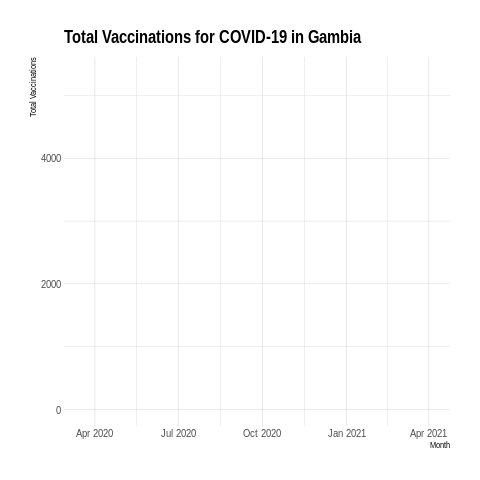 Total Vaccinations for COVID-19 in Gambia
Total Vaccinations
4000
2000
0
Apr 2020 Jul 2020 Oct 2020 Jan 2021 Apr 2021
Month